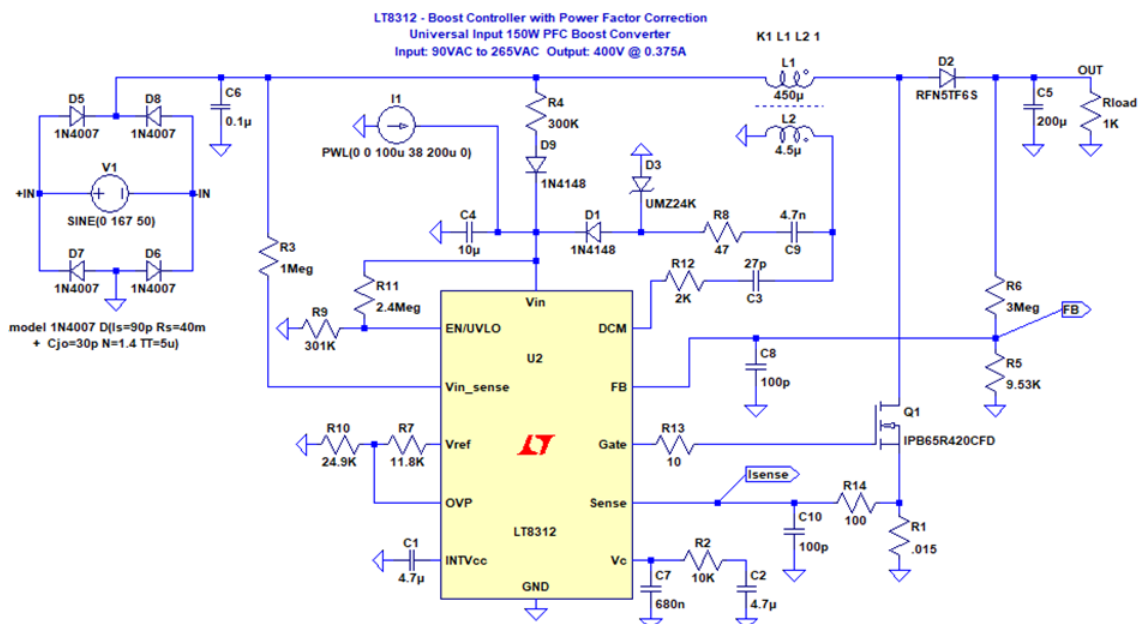 LT8312 - Boost Controller with Power Factor Correction
Universal Input 150W PFC Boost Converter
Input: 90VAC to 265VAC Output: 400V @ 0.375A
K1 L1 L2 1
L1
450µ
L2
4.5µ
D2
RFN5TF6S
OUT
C5
200µ
Rload
1K
D5
1N4007
D8
1N4007
C6
0.1µ
I1
PWL(0 0 100u 38 200u 0)
R4
300K
D9
1N4148
+IN
V1
-IN
SINE(0 167 50)
D3
UMZ24K
D7
1N4007
D6
1N4007
R3
1Meg
C4
10µ
D1
1N4148
R8
47
4.7n
C9
R12
2K
27p
C3
R11
2.4Meg
R9
301K
R6
3Meg
FB
R5
9.53K
model 1N4007 D(Is=90p Rs=40m
+ Cjo=30p N=1.4 TT=5u)
Vin
EN/UVLO
DCM
U2
Vin_sense
FB
C8
100p
R10
24.9K
R7
11.8K
Vref
LT
Gate
R13
10
Q1
IPB65R420CFD
OVP
Sense
Isense
R14
100
C10
100p
R1
.015
LT8312
C1
4.7µ
INTVcc
Vc
GND
R2
10K
C7
680n
C2
4.7µ